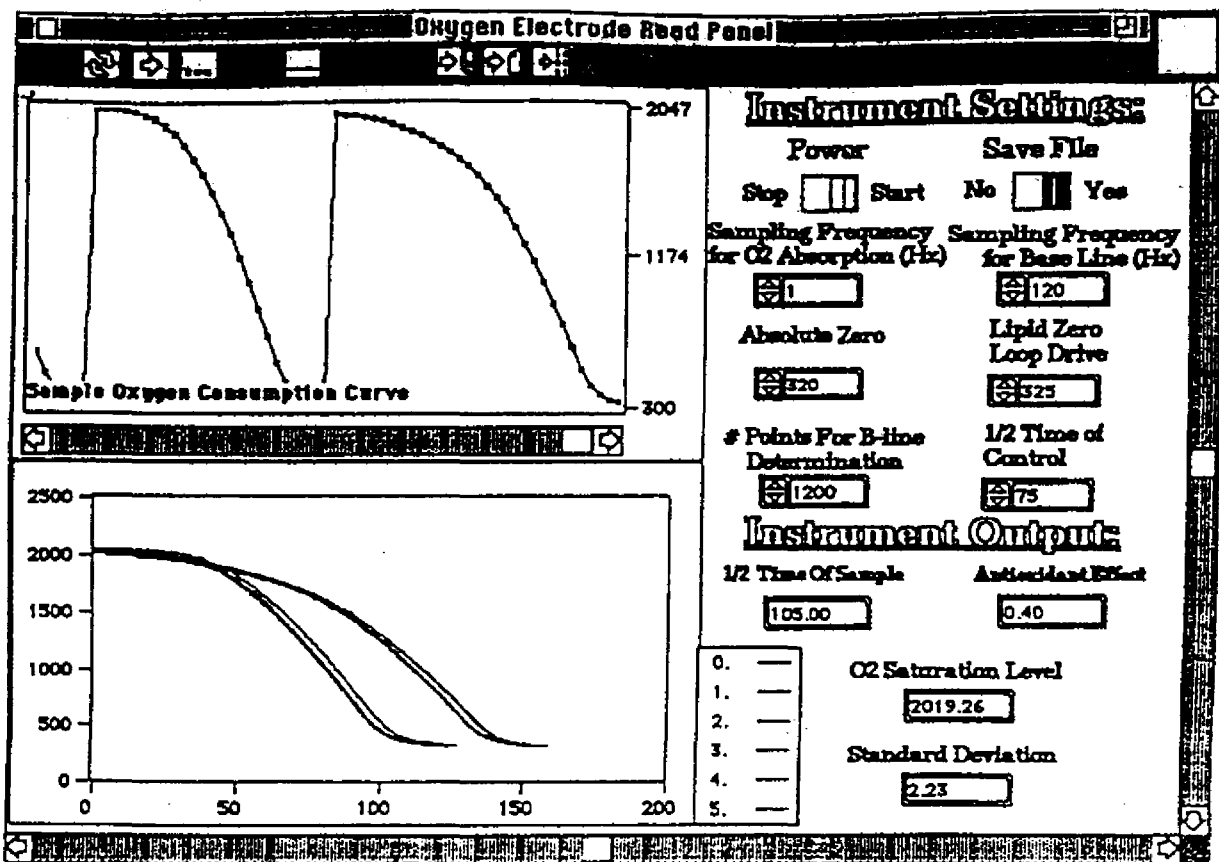 Oxygen Electrode Read Panel
2047
1174
300
Sample Oxygen Consumption Curve
2500
2000
1500
1000
500
0
0 50 100 150 200
0.
1.
2.
3.
4.
5.
Instrument Settings:
Power Save File
Stop Start No Yes
Sampling Frequency for O2 Absorption (Hx)
1
Sampling Frequency for Base Line (Hx)
120
Absolute Zero
320
Lipid Zero
Loop Drive
325
# Points For B-line
Determination
1200
1/2 Time of
Control
75
Instrument Output:
1/2 Time Of Sample
105.00
Antioxidant Effect
0.40
O2 Saturation Level
2019.26
Standard Deviation
2.23